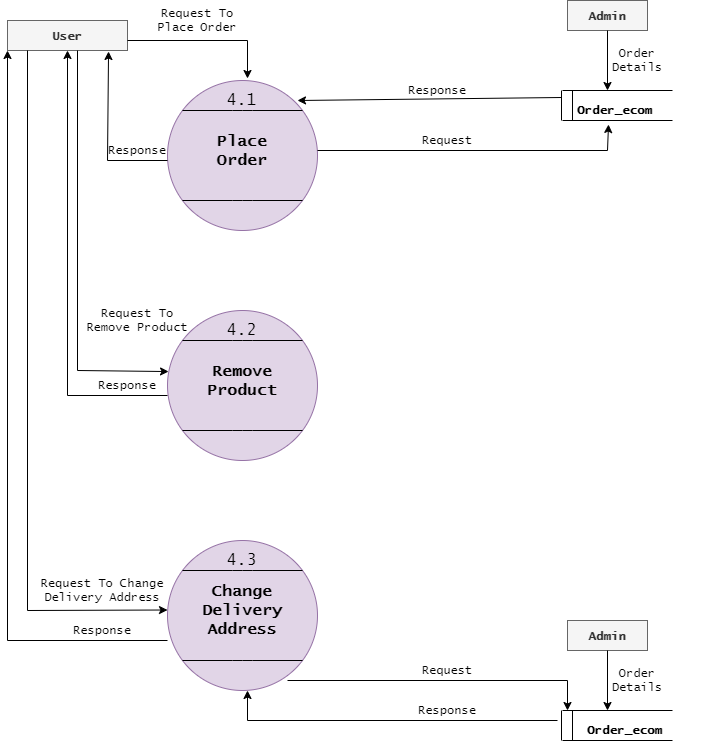 User
Request To
Place Order
Admin
Order
Details
Response
Order_ecom
4.1
Place
Order
Request
Response
Request To
Remove Product
4.2
Remove
Product
Response
4.3
Change
Delivery
Address
Request To Change
Delivery Address
Response
Admin
Order
Details
Request
Response
Order_ecom